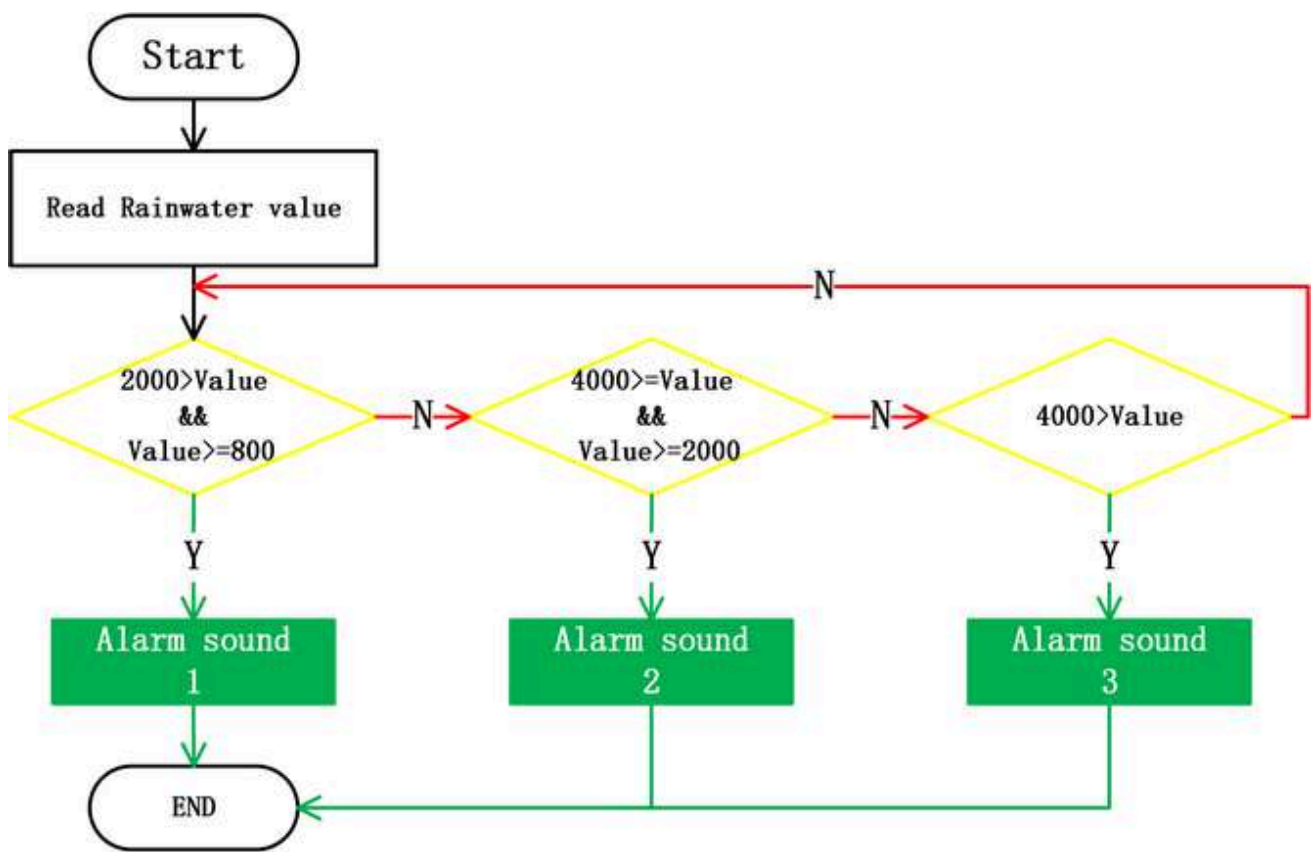 Start
Read Rainwater value
N
2000>Value
&&
Value>=800
N
4000>=Value
&&
Value>=2000
N
4000>Value
Y
Y
Y
Alarm sound
1
Alarm sound
2
Alarm sound
3
END